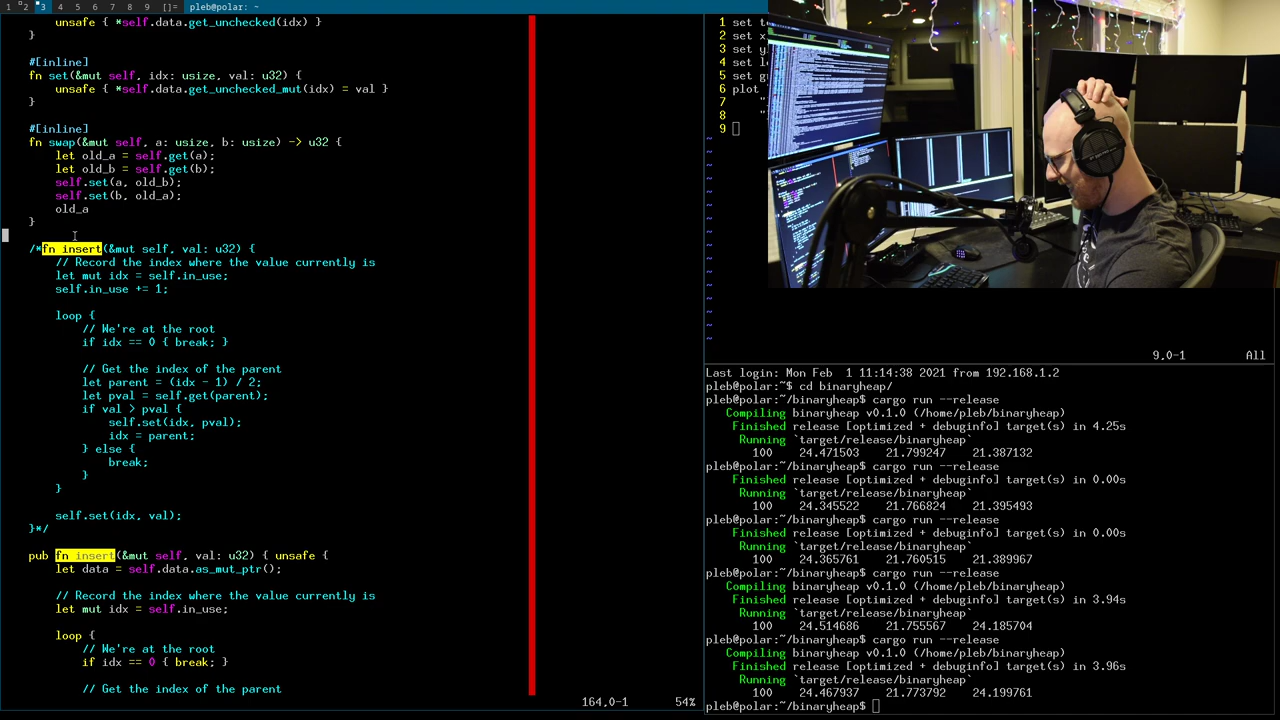 1 2 3 4 5 6 7 8 9 []= pleb@polar: ~
unsafe { *self.data.get_unchecked(idx) }
}
#[inline]
fn set(&mut self, idx: usize, val: u32) {
unsafe { *self.data.get_unchecked_mut(idx) = val }
}
#[inline]
fn swap(&mut self, a: usize, b: usize) -> u32 {
let old_a = self.get(a);
let old_b = self.get(b);
self.set(a, old_b);
self.set(b, old_a);
old_a
}
/*fn insert(&mut self, val: u32) {
// Record the index where the value currently is
let mut idx = self.in_use;
self.in_use += 1;
loop {
// We're at the root
if idx == 0 { break; }
// Get the index of the parent
let parent = (idx - 1) / 2;
let pval = self.get(parent);
if val > pval {
self.set(idx, pval);
idx = parent;
} else {
break;
}
}
self.set(idx, val);
}*/
pub fn insert(&mut self, val: u32) { unsafe {
let data = self.data.as_mut_ptr();
// Record the index where the value currently is
let mut idx = self.in_use;
loop {
// We're at the root
if idx == 0 { break; }
// Get the index of the parent
164,0-1 54%
1 set t
2 set x
3 set y
4 set l
5 set g
6 plot
7 "
8 "
9
~
~
~
~
~
~
~
~
9,0-1 All
Last login: Mon Feb 1 11:14:38 2021 from 192.168.1.2
pleb@polar:~$ cd binaryheap/
pleb@polar:~/binaryheap$ cargo run --release
Compiling binaryheap v0.1.0 (/home/pleb/binaryheap)
Finished release [optimized + debuginfo] target(s) in 4.25s
Running `target/release/binaryheap`
100 24.471503 21.799247 21.387132
pleb@polar:~/binaryheap$ cargo run --release
Finished release [optimized + debuginfo] target(s) in 0.00s
Running `target/release/binaryheap`
100 24.345522 21.766824 21.395493
pleb@polar:~/binaryheap$ cargo run --release
Finished release [optimized + debuginfo] target(s) in 0.00s
Running `target/release/binaryheap`
100 24.365761 21.760515 21.389967
pleb@polar:~/binaryheap$ cargo run --release
Compiling binaryheap v0.1.0 (/home/pleb/binaryheap)
Finished release [optimized + debuginfo] target(s) in 3.94s
Running `target/release/binaryheap`
100 24.514686 21.755567 24.185704
pleb@polar:~/binaryheap$ cargo run --release
Compiling binaryheap v0.1.0 (/home/pleb/binaryheap)
Finished release [optimized + debuginfo] target(s) in 3.96s
Running `target/release/binaryheap`
100 24.467937 21.773792 24.199761
pleb@polar:~/binaryheap$